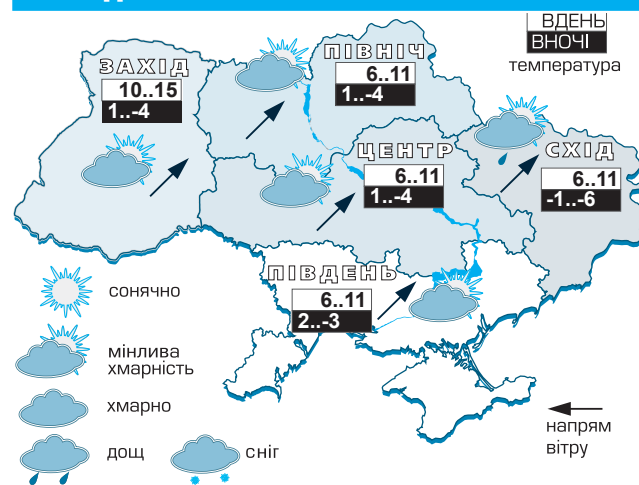 ВДЕНЬ
ВНОЧІ
температура
ПІВНІЧ
6..11
1..-4
ЗАХІД
10..15
1..-4
ЦЕНТР
6..11
1..-4
СХІД
6..11
-1..-6
ПІВДЕНЬ
6..11
2..-3
сонячно
мінлива
хмарність
хмарно
дощ
сніг
напрям
вітру